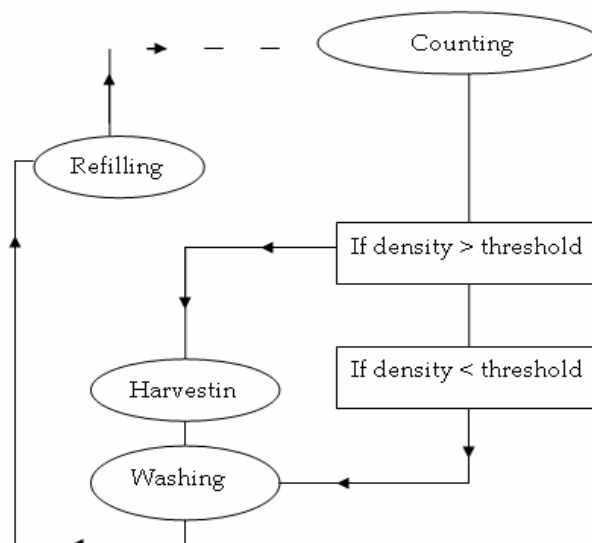 Counting
Refilling
If density > threshold
If density < threshold
Harvestin
Washing